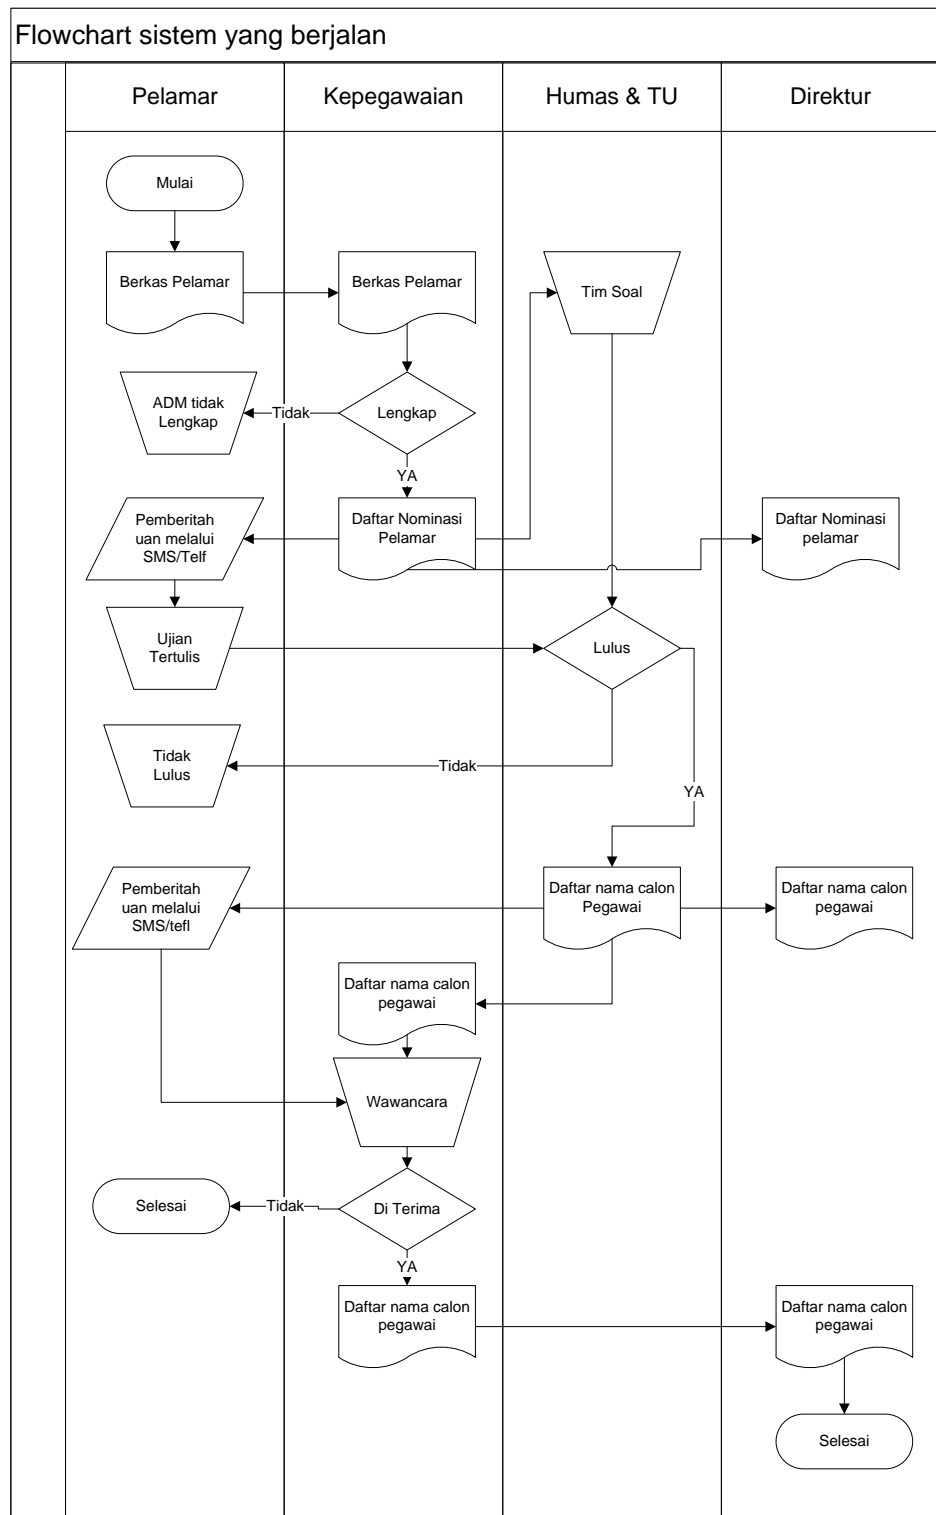 Flowchart sistem yang berjalan
Pelamar
Kepegawaian
Humas & TU
Direktur
Mulai
Berkas Pelamar
Berkas Pelamar
Tim Soal
ADM tidak
Lengkap
Tidak
Lengkap
YA
Pemberitah
uan melalui
SMS/Telf
Daftar Nominasi
Pelamar
Daftar Nominasi
pelamar
Ujian
Tertulis
Lulus
Tidak
Lulus
Tidak
YA
Pemberitah
uan melalui
SMS/tefl
Daftar nama calon
Pegawai
Daftar nama calon
pegawai
Daftar nama calon
pegawai
Wawancara
Selesai
Tidak
Di Terima
YA
Daftar nama calon
pegawai
Daftar nama calon
pegawai
Selesai